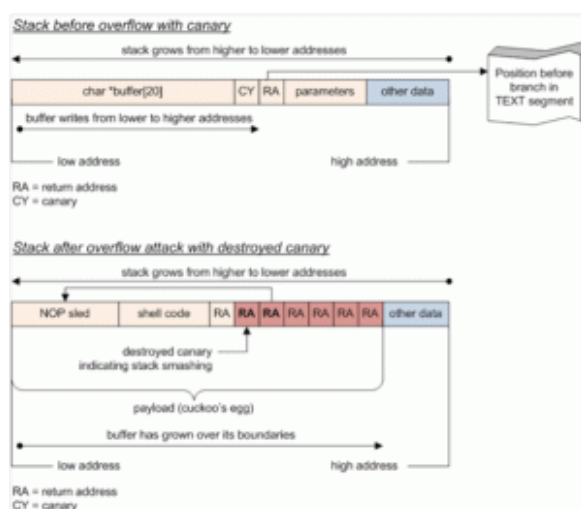 Stack before overflow with canary
stack grows from higher to lower addresses
char *buffer[20]
CY
RA
parameters
other data
Position before
branch in
TEXT segment
buffer writes from lower to higher addresses
low address
high address
RA = return address
CY = canary
Stack after overflow attack with destroyed canary
stack grows from higher to lower addresses
NOP sled
shell code
RA
RA
RA
RA
RA
RA
RA
other data
destroyed canary
indicating stack smashing
payload (cuckoo's egg)
buffer has grown over its boundaries
low address
high address
RA = return address
CY = canary